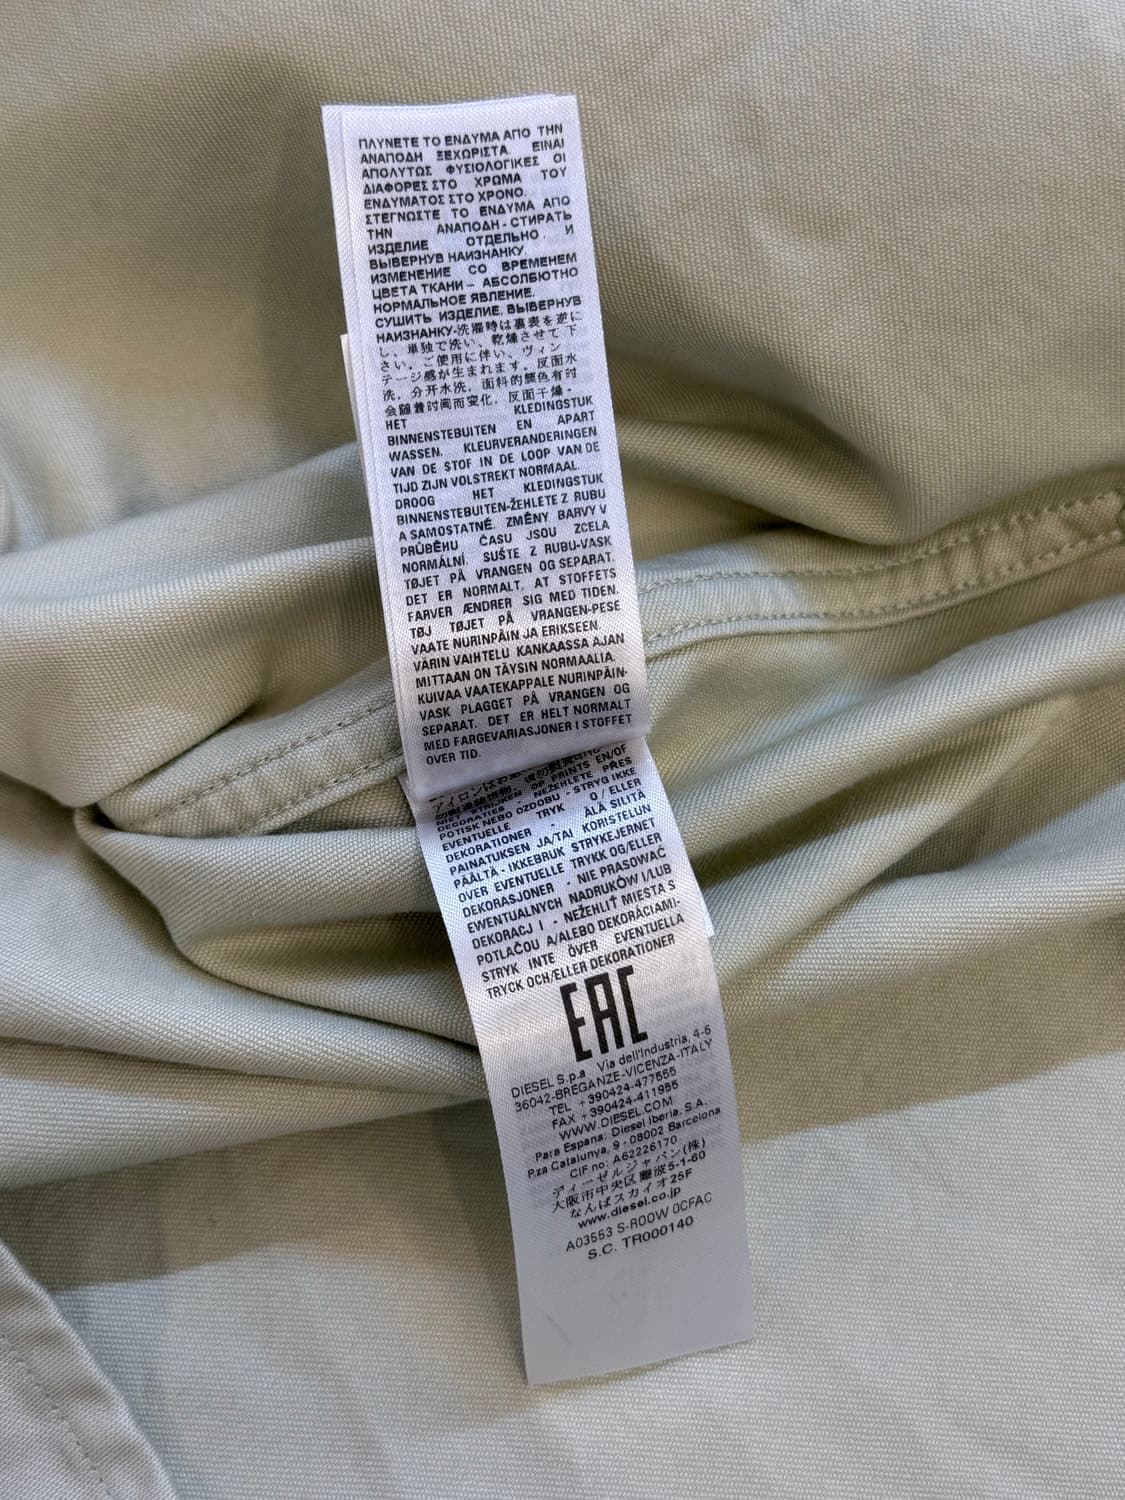 ΠΛΥΝΕΤΕ ΤΟ ΕΝΔΥΜΑ ΑΠΟ ΤΗΝ
ΑΝΑΠΟΔΗ ΞΕΧΩΡΙΣΤΑ. ΕΙΝΑΙ
ΑΠΟΛΥΤΩΣ ΦΥΣΙΟΛΟΓΙΚΕΣ ΟΙ
ΔΙΑΦΟΡΕΣ ΣΤΟ ΧΡΩΜΑ ΤΟΥ
ΕΝΔΥΜΑΤΟΣ ΣΤΟ ΧΡΟΝΟ.
ΣΤΕΓΝΩΣΤΕ ΤΟ ΕΝΔΥΜΑ ΑΠΟ
ΤΗΝ ΑΝΑΠΟΔΗ - СТИРАТЬ
ИЗДЕЛИЕ ОТДЕЛЬНО И
ВЫВЕРНУВ НАИЗНАНКУ.
ИЗМЕНЕНИЕ СО ВРЕМЕНЕМ
ЦВЕТА ТКАНИ – АБСОЛЮТНО
НОРМАЛЬНОЕ ЯВЛЕНИЕ.
СУШИТЬ ИЗДЕЛИЕ, ВЫВЕРНУВ
НАИЗНАНКУ-洗濯時は裏表を逆に
し、単独で洗い、乾燥させて下
さい。ご使用に伴い、ヴィン
テージ感が生まれます。反面水
洗，分开水洗，面料的颜色有时
会随着时间而变化，反面干燥 -
HET KLEDINGSTUK
BINNENSTEBUITEN EN APART
WASSEN. KLEURVERANDERINGEN
VAN DE STOF IN DE LOOP VAN DE
TIJD ZIJN VOLSTREKT NORMAAL.
DROOG HET KLEDINGSTUK
BINNENSTEBUITEN-ŽEHLETE Z RUBU
A SAMOSTATNĚ. ZMĚNY BARVY V
PRŮBĚHU ČASU JSOU ZCELA
NORMÁLNÍ. SUŠTE Z RUBU-VASK
TØJET PÅ VRANGEN OG SEPARAT.
DET ER NORMALT, AT STOFFETS
FARVER ÆNDRER SIG MED TIDEN.
TØJ TØJET PÅ VRANGEN-PESE
VAATE NURINPÄIN JA ERIKSEEN.
VÄRIN VAIHTELU KANKAASSA AJAN
MITTAAN ON TÄYSIN NORMAALIA.
KUIVAA VAATEKAPPALE NURINPÄIN-
VASK PLAGGET PÅ VRANGEN OG
SEPARAT. DET ER HELT NORMALT
MED FARGEVARIASJONER I STOFFET
OVER TID.
NIET STRIJKEN OP PRINTS EN/OF
DECORATIES NEŽEHLETE PŘES
POTISK NEBO OZDOBU - STRYG IKKE
EVENTUELLE TRYK O / ELLER
DEKORATIONER - ÄLÄ SILITÄ
PAINATUKSEN JA/TAI KORISTELUN
PÄÄLTÄ - IKKEBRUK STRYKEJERNET
OVER EVENTUELLE TRYKK OG/ELLER
DEKORASJONER - NIE PRASOWAĆ
EWENTUALNYCH NADRUKÓW I/LUB
DEKORACJ I - NEŽEHLIŤ MIESTA S
POTLAČOU A/ALEBO DEKORÁCIAMI-
STRYK INTE ÖVER EVENTUELLA
TRYCK OCH/ELLER DEKORATIONER
EAC
DIESEL S.p.a Via dell'Industria, 4-6
36042-BREGANZE-VICENZA-ITALY
TEL +390424-477555
FAX +390424-411955
WWW.DIESEL.COM
Para Espana: Diesel Iberia, S.A.
P.za Catalunya, 9 - 08002 Barcelona
CIF no: A62226170
ディーゼルジャパン(株)
大阪市中央区難波5-1-60
なんばスカイオ25F
www.diesel.co.jp
A03553 S-ROOW 0CFAC
S.C. TR000140